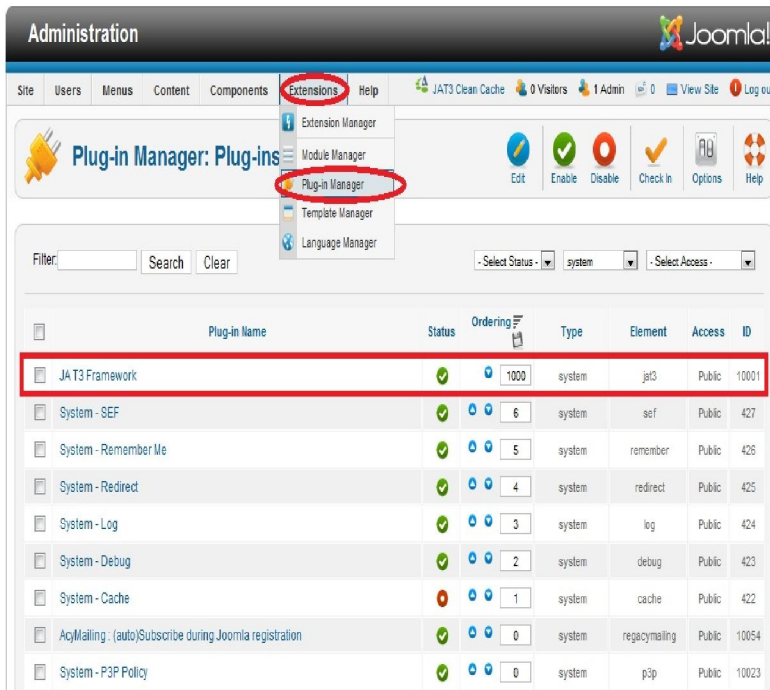 Administration
Joomla!
Site Users Menus Content Components Extensions Help JAT3 Clean Cache 0 Visitors 1 Admin 0 View Site Log ou
Extension Manager
Module Manager
Plug-in Manager
Template Manager
Language Manager
Plug-in Manager: Plug-ins
Edit Enable Disable Check In Options Help
Filter: Search Clear - Select Status - system - Select Access -
Plug-in Name Status Ordering Type Element Access ID
JA T3 Framework 1000 system jat3 Public 10001
System - SEF 6 system sef Public 427
System - Remember Me 5 system remember Public 426
System - Redirect 4 system redirect Public 425
System - Log 3 system log Public 424
System - Debug 2 system debug Public 423
System - Cache 1 system cache Public 422
AcyMailing : (auto)Subscribe during Joomla registration 0 system regacymailing Public 10054
System - P3P Policy 0 system p3p Public 10023